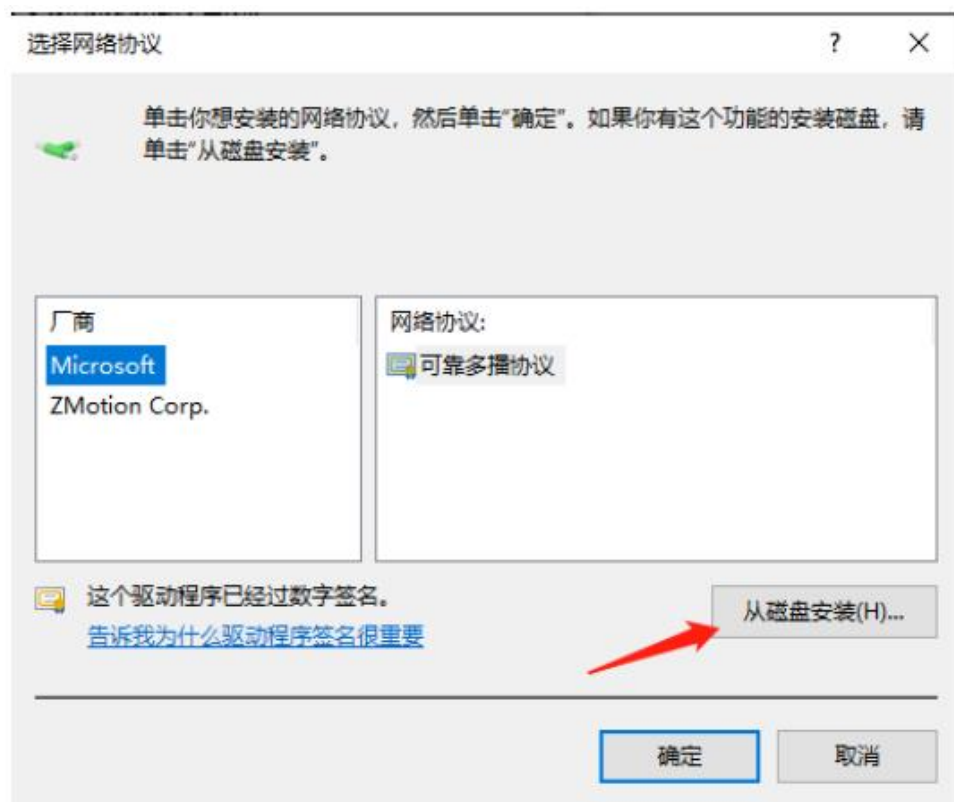 选择网络协议
?
×
单击你想安装的网络协议，然后单击“确定”。如果你有这个功能的安装磁盘，请
单击“从磁盘安装”。
厂商
Microsoft
ZMotion Corp.
网络协议:
可靠多播协议
这个驱动程序已经过数字签名。
告诉我为什么驱动程序签名很重要
从磁盘安装(H)...
确定
取消